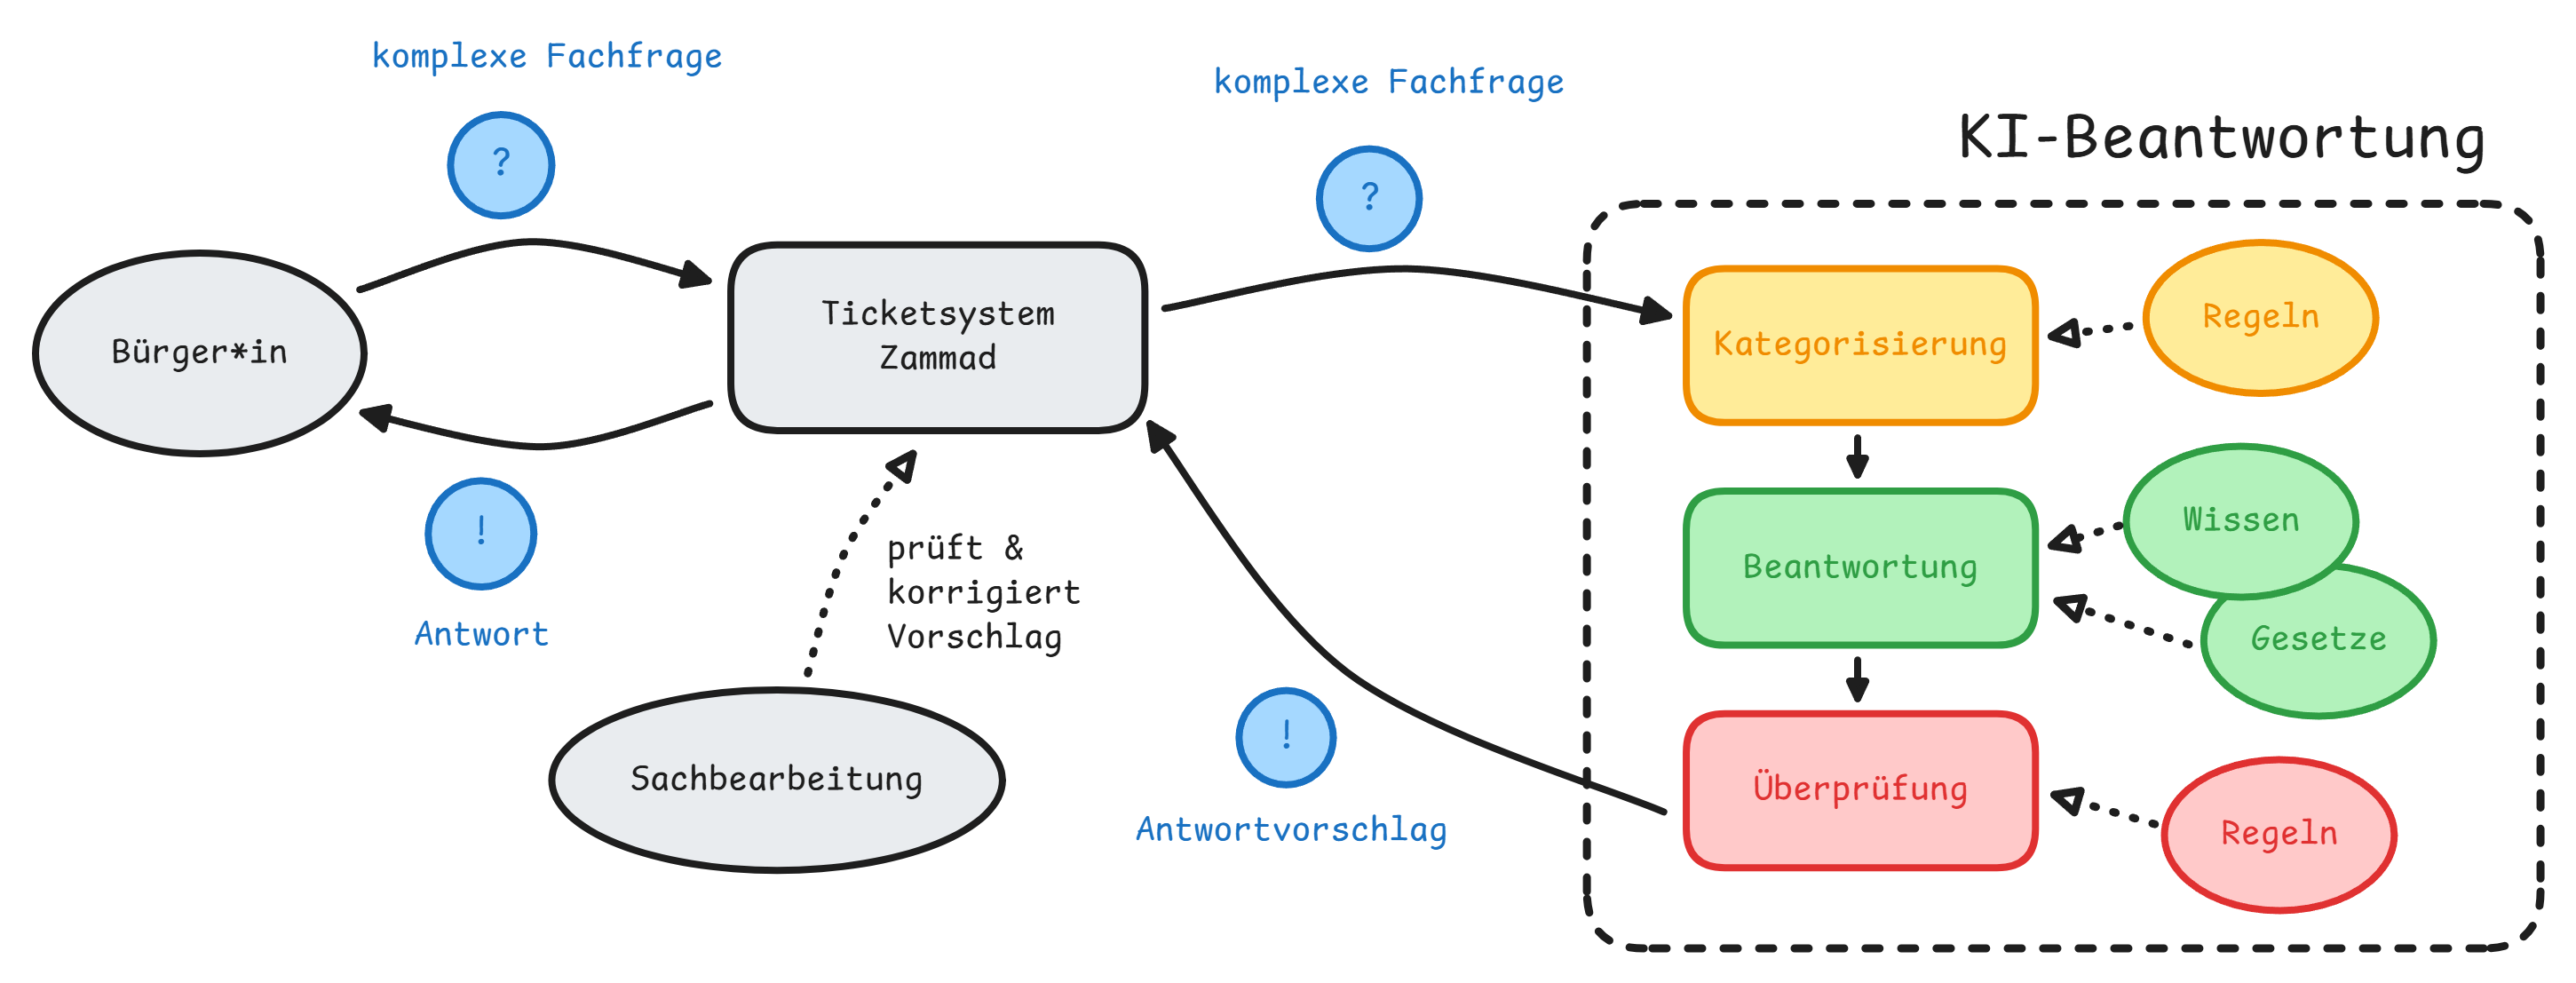 komplexe Fachfrage
?
komplexe Fachfrage
?
KI-Beantwortung
Bürger*in
Ticketsystem
Zammad
Kategorisierung
Regeln
!
Antwort
prüft &
korrigiert
Vorschlag
Sachbearbeitung
!
Antwortvorschlag
Beantwortung
Wissen
Gesetze
Überprüfung
Regeln